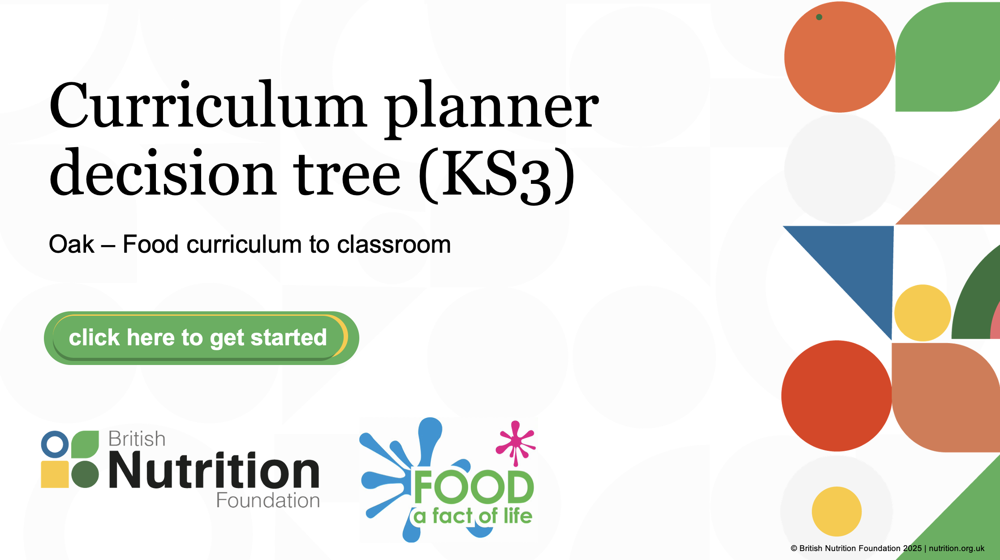 Curriculum planner
decision tree (KS3)
Oak – Food curriculum to classroom
click here to get started
British
Nutrition
Foundation
FOOD
a fact of life
© British Nutrition Foundation 2025 | nutrition.org.uk